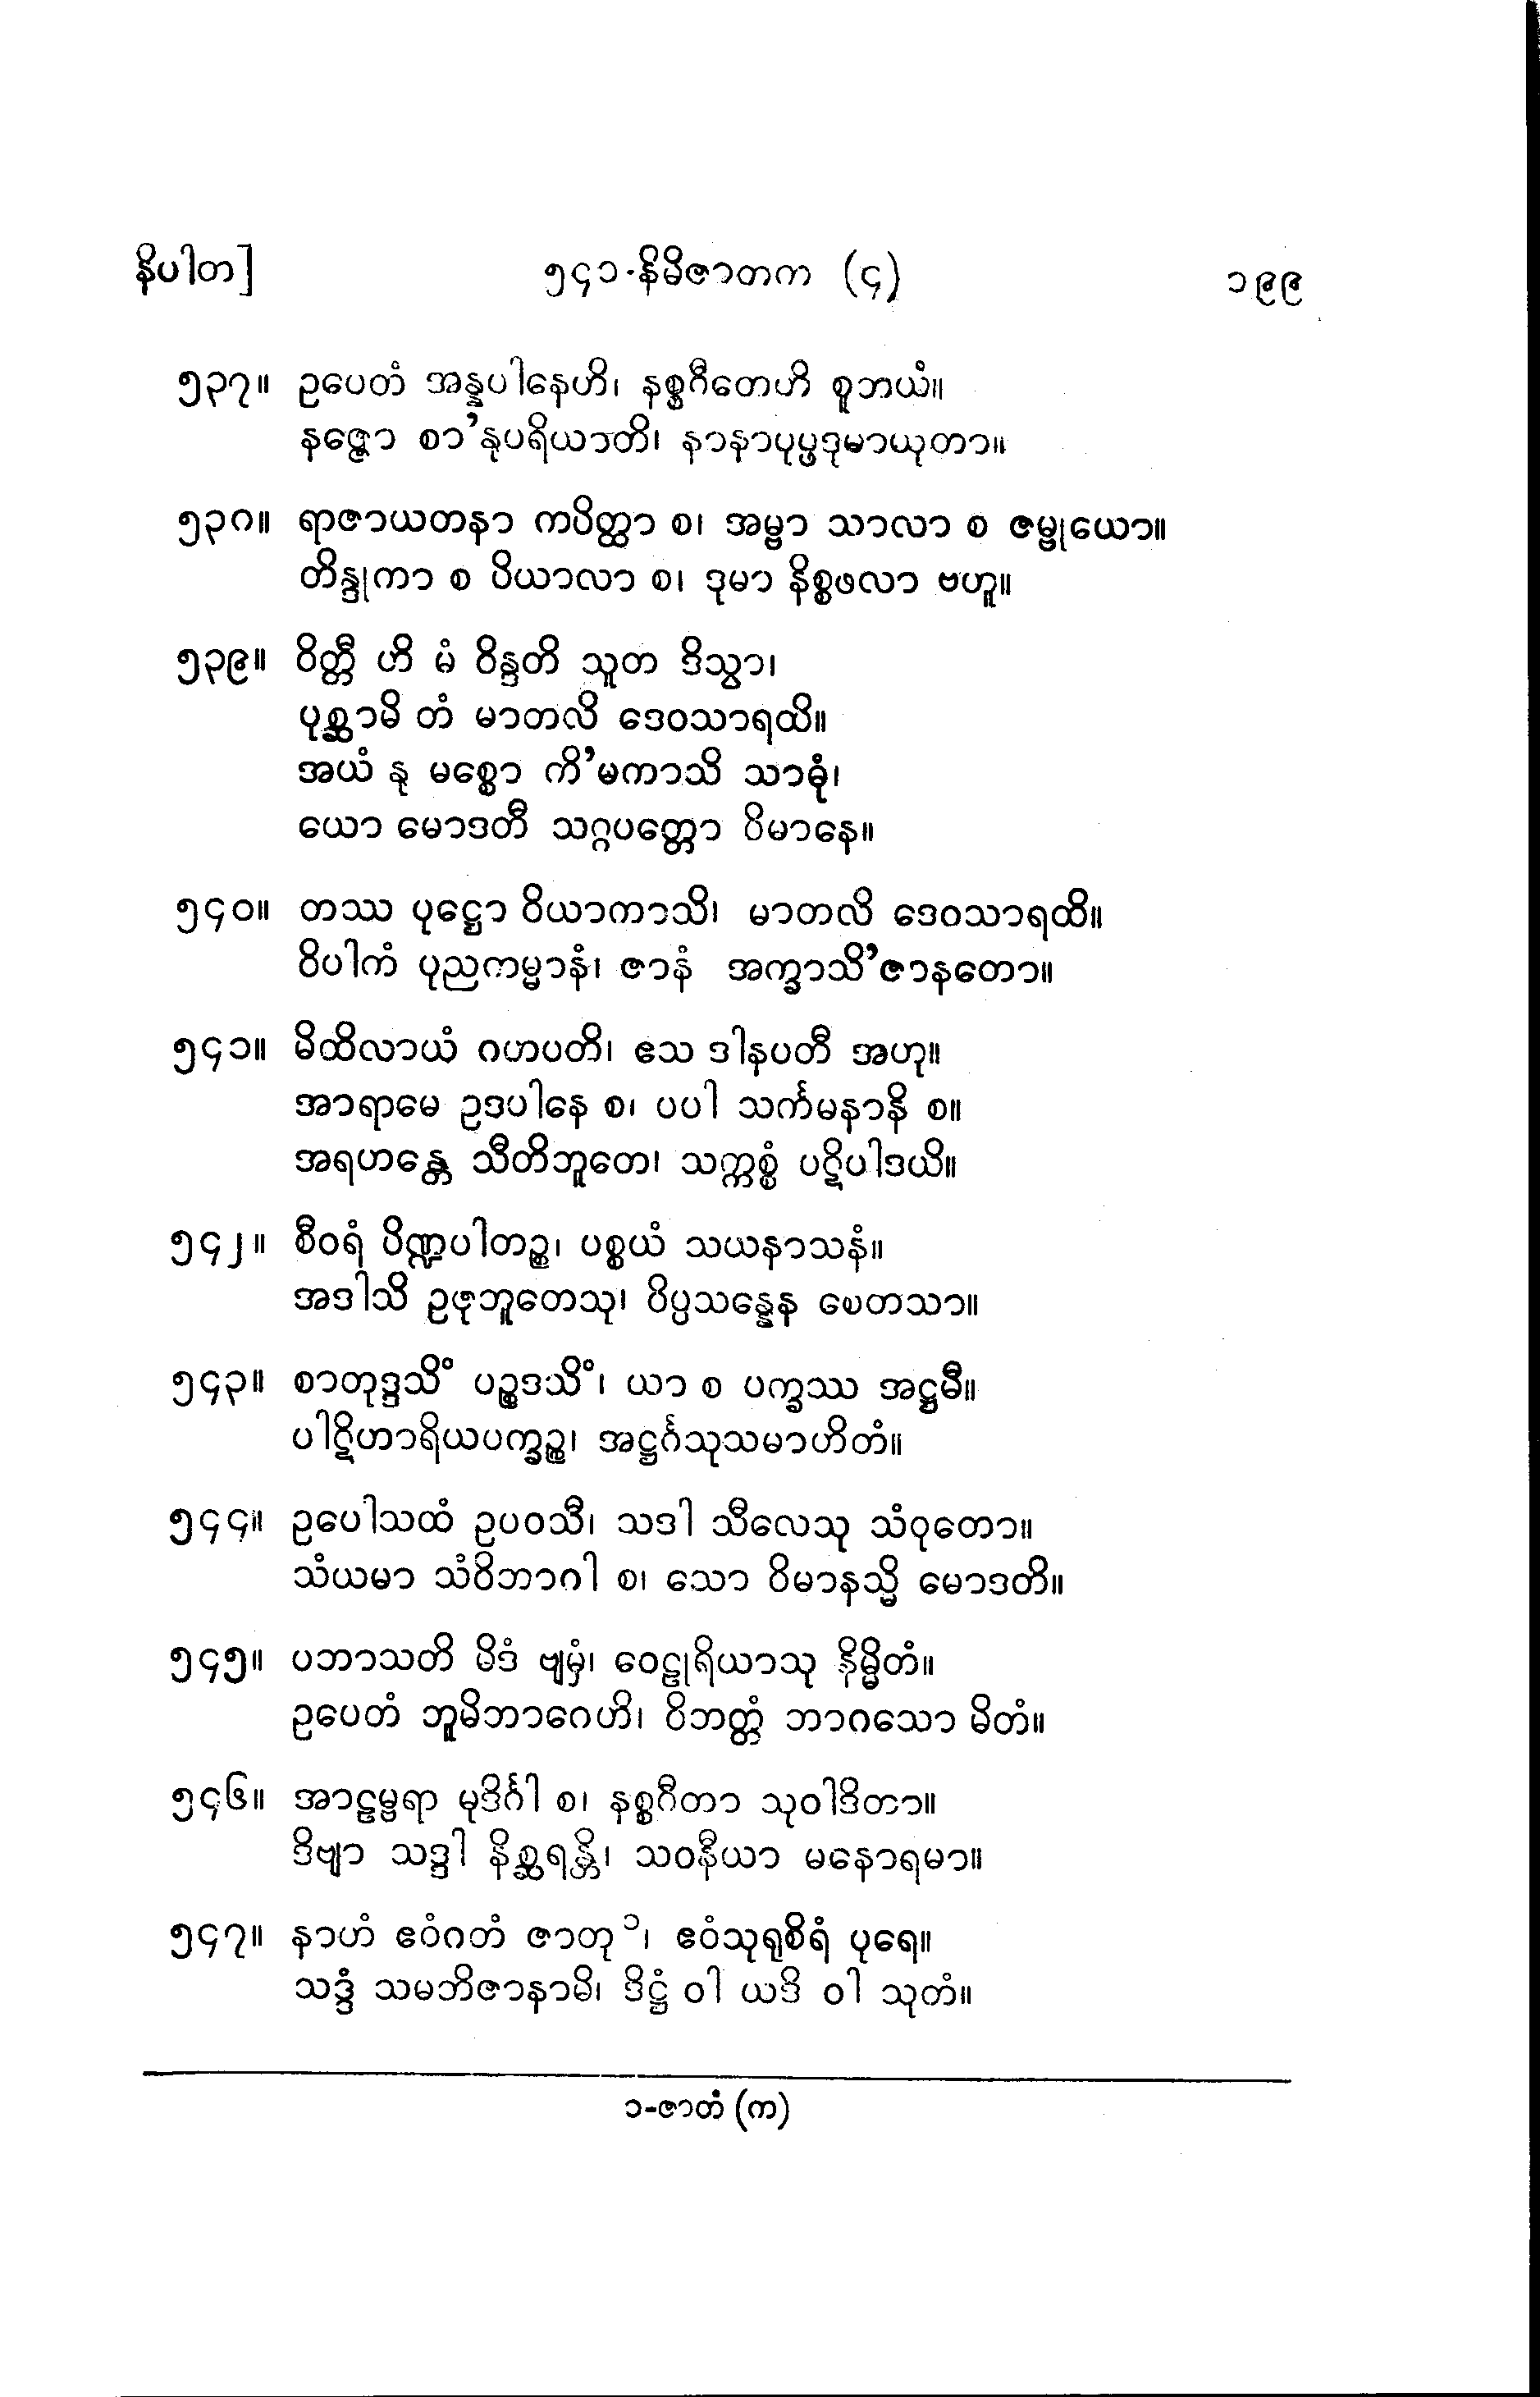 နိပါတ]
၅၄၁-နိမိဇာတက (၄)
၁၉၉
၅၃၇။ ဥပေတံ အန္နပါနေဟိ၊ နစ္စဂီတေဟိ စူဘယံ။
နဇ္ဇော စာ’နုပရိယာတိ၊ နာနာပုပ္ဖဒုမာယုတာ။
၅၃၈။ ရာဇာယတနာ ကပိတ္ထာ စ၊ အမ္ဗာ သာလာ စ ဇမ္ဗုယော။
တိန္ဒုကာ စ ပိယာလာ စ၊ ဒုမာ နိစ္စဖလာ ဗဟူ။
၅၃၉။ ဝိတ္တီ ဟိ မံ ဝိန္ဒတိ သူတ ဒိသွာ၊
ပုစ္ဆာမိ တံ မာတလိ ဒေဝသာရထိ။
အယံ နု မစ္စော ကိ’မကာသိ သာဓုံ၊
ယော မောဒတီ သဂ္ဂပတ္တော ဝိမာနေ။
၅၄၀။ တဿ ပုဋ္ဌော ဝိယာကာသိ၊ မာတလိ ဒေဝသာရထိ။
ဝိပါကံ ပုညကမ္မာနံ၊ ဇာနံ အက္ခာသိ’ဇာနတော။
၅၄၁။ မိထိလာယံ ဂဟပတိ၊ ဧသ ဒါနပတီ အဟု။
အာရာမေ ဥဒပါနေ စ၊ ပပါ သင်္ကမနာနိ စ။
အရဟန္တေ သီတိဘူတေ၊ သက္ကစ္စံ ပဋိပါဒယိ။
၅၄၂။ စီဝရံ ပိဏ္ဍပါတဉ္စ၊ ပစ္စယံ သယနာသနံ။
အဒါသိ ဥဇုဘူတေသု၊ ဝိပ္ပသန္နေန စေတသာ။
၅၄၃။ စာတုဒ္ဒသိံ ပဉ္စဒသိံ၊ ယာ စ ပက္ခဿ အဋ္ဌမီ။
ပါဋိဟာရိယပက္ခဉ္စ၊ အဋ္ဌင်္ဂသုသမာဟိတံ။
၅၄၄။ ဥပေါသထံ ဥပဝသီ၊ သဒါ သီလေသု သံဝုတော။
သံယမာ သံဝိဘာဂါ စ၊ သော ဝိမာနသ္မိ မောဒတိ။
၅၄၅။ ပဘာသတိ မိဒံ ဗျမှံ၊ ဝေဠုရိယာသု နိမ္မိတံ။
ဥပေတံ ဘူမိဘာဂေဟိ၊ ဝိဘတ္တံ ဘာဂသော မိတံ။
၅၄၆။ အာဠမ္ဗရာ မုဒိင်္ဂါ စ၊ နစ္စဂီတာ သုဝါဒိတာ။
ဒိဗျာ သဒ္ဒါ နိစ္ဆရန္တိ၊ သဝနီယာ မနောရမာ။
၅၄၇။ နာဟံ ဧဝံဂတံ ဇာတု ၁၊ ဧဝံသုရုစိရံ ပုရေ။
သဒ္ဒံ သမဘိဇာနာမိ၊ ဒိဋ္ဌံ ဝါ ယဒိ ဝါ သုတံ။
၁-ဇာတံ (က)